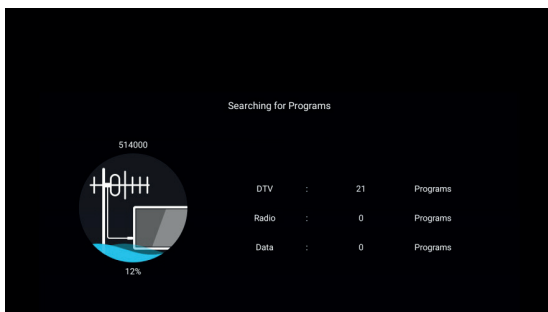 Searching for Programs
514000
DTV : 21 Programs
Radio : 0 Programs
Data : 0 Programs
12%